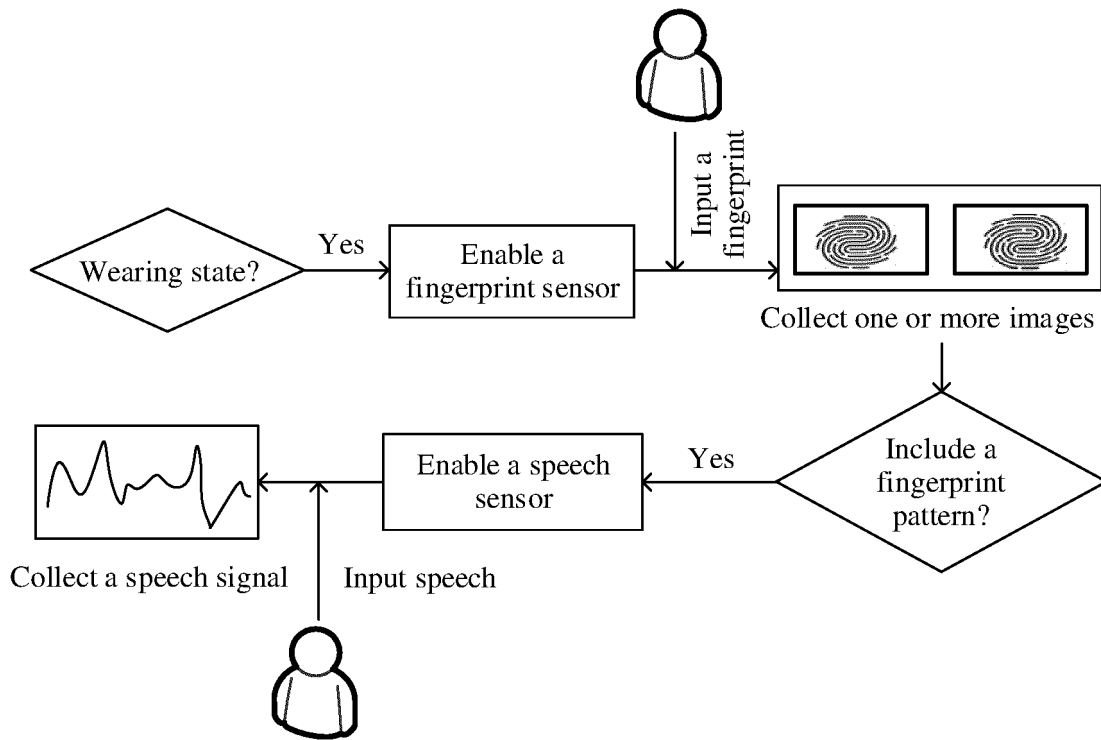 Input a
fingerprint
Wearing state?
Yes
Enable a
fingerprint sensor
Collect one or more images
Include a
fingerprint
pattern?
Yes
Enable a speech
sensor
Collect a speech signal
Input speech